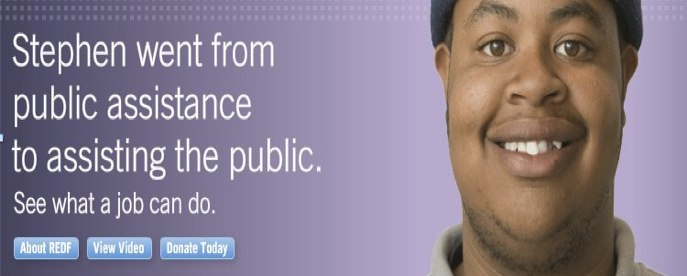 Stephen went from
public assistance
to assisting the public.
See what a job can do.
About REDF View Video Donate Today